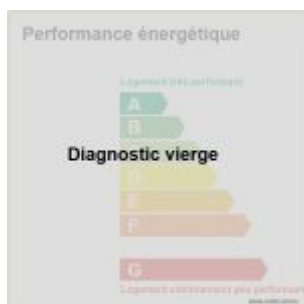 Performance énergétique
Logement très performant
A
B
Diagnostic vierge
D
E
F
G
Logement extrêmement peu performant